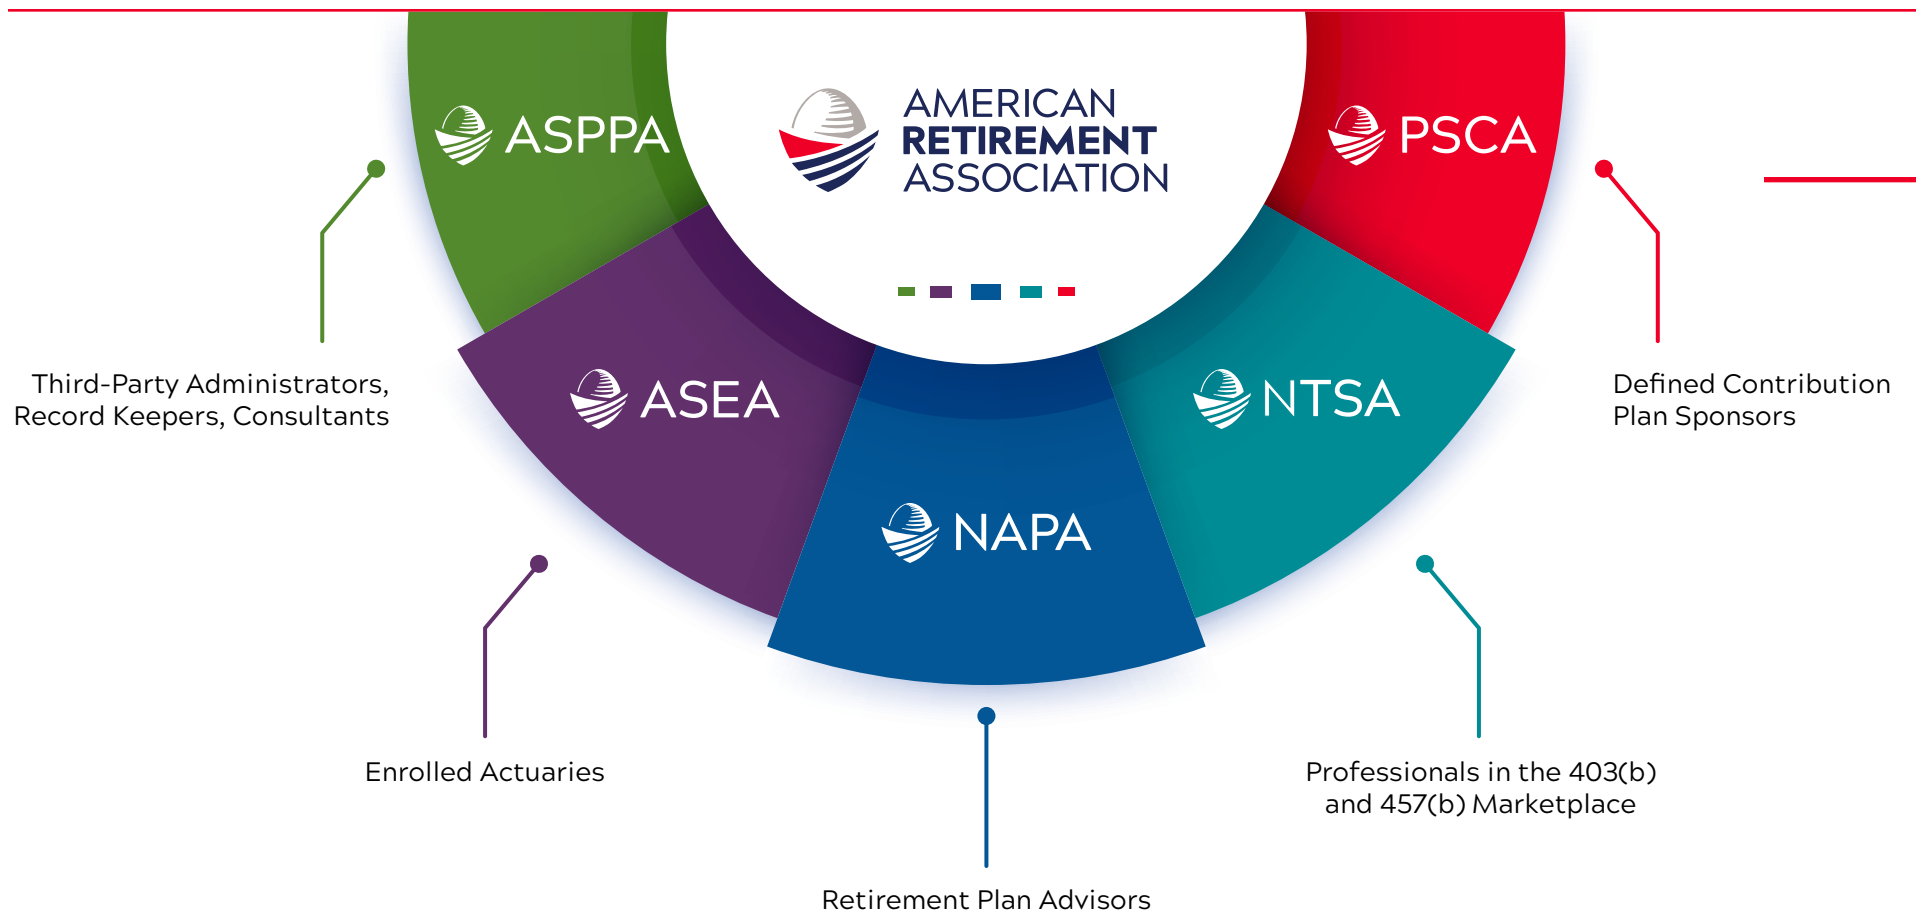 AMERICAN
RETIREMENT
ASSOCIATION
ASPPA
PSCA
ASEA
NTSA
NAPA
Third-Party Administrators,
Record Keepers, Consultants
Defined Contribution
Plan Sponsors
Enrolled Actuaries
Professionals in the 403(b)
and 457(b) Marketplace
Retirement Plan Advisors